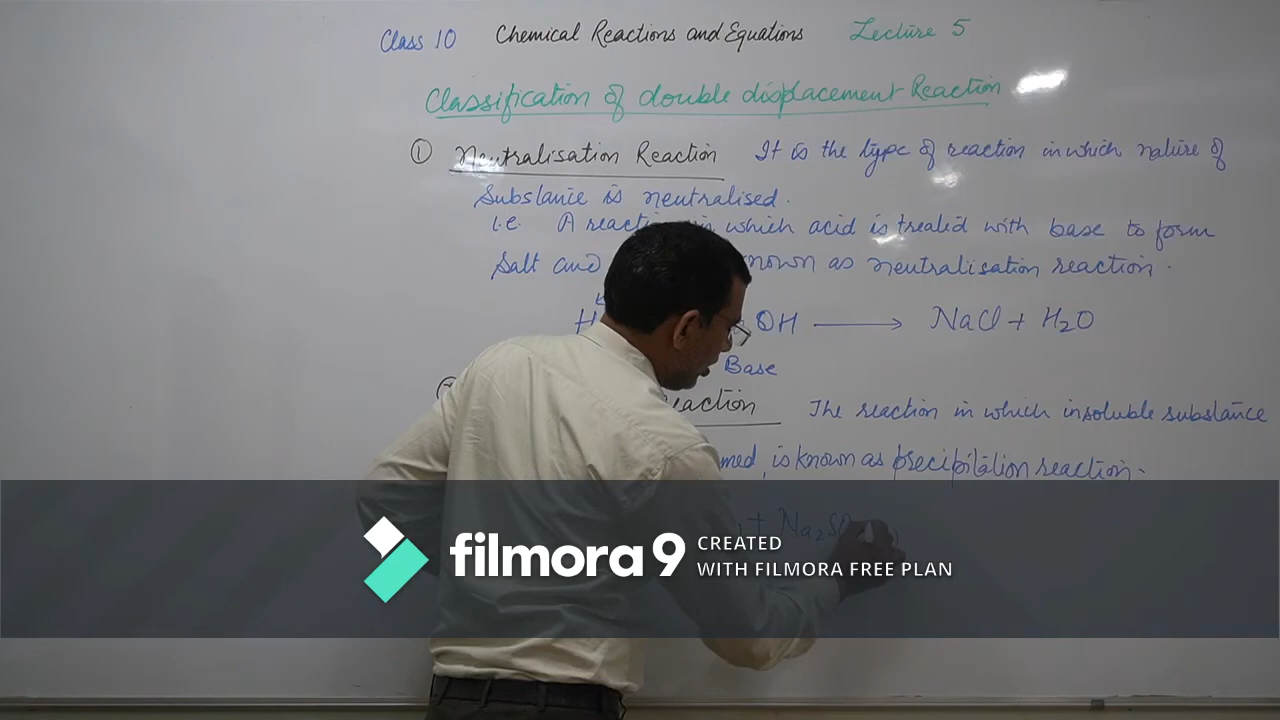 Class 10 Chemical Reactions and Equations Lecture 5
Classification of double displacement Reaction
① Neutralisation Reaction It is the type of reaction in which nature of
Substance is neutralised.
i.e. A reaction in which acid is treated with base to form
Salt and known as neutralisation reaction.
H OH ⟶ NaCl + H₂O
Base
Reaction The reaction in which insoluble substance
med, is known as precipitation reaction.
+ Na₂SO
filmora 9 CREATED
WITH FILMORA FREE PLAN